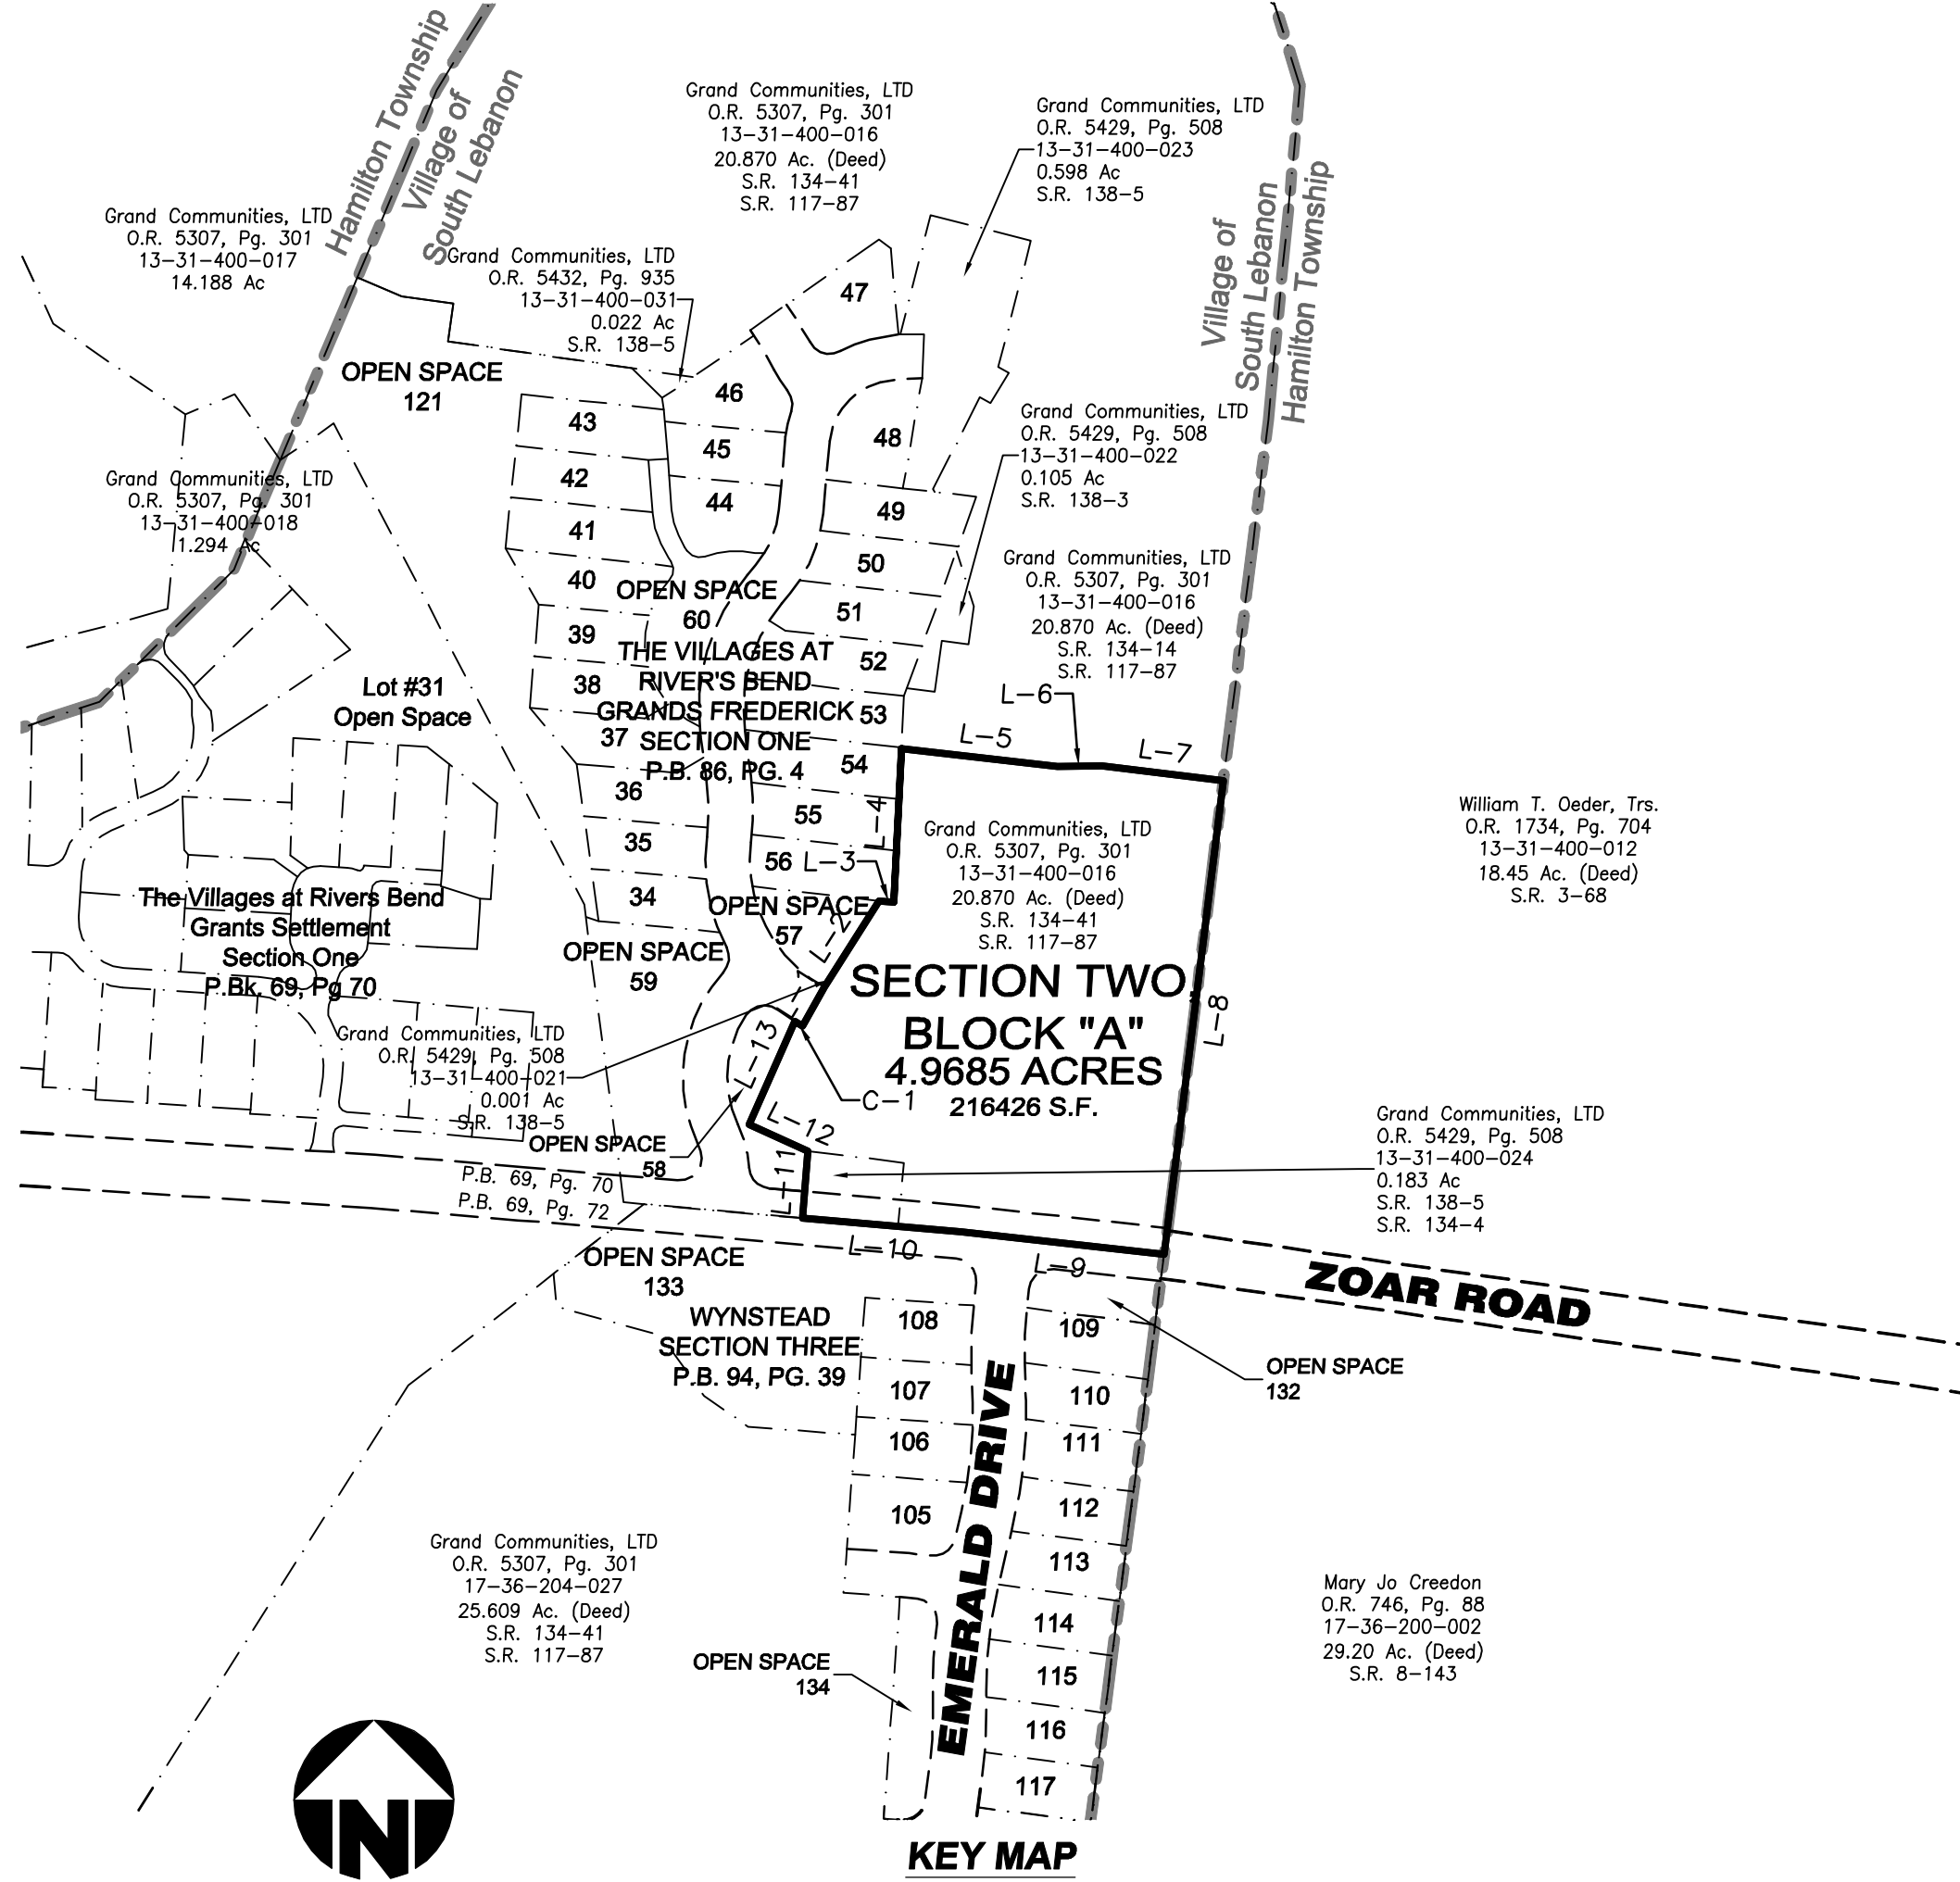 Hamilton Township
Village of
South Lebanon
Grand Communities, LTD
O.R. 5307, Pg. 301
13-31-400-016
20.870 Ac. (Deed)
S.R. 134-41
S.R. 117-87
Grand Communities, LTD
O.R. 5429, Pg. 508
13-31-400-023
0.598 Ac
S.R. 138-5
Village of
South Lebanon
Hamilton Township
Grand Communities, LTD
O.R. 5307, Pg. 301
13-31-400-017
14.188 Ac
Grand Communities, LTD
O.R. 5432, Pg. 935
13-31-400-031
0.022 Ac
S.R. 138-5
OPEN SPACE
121
47
46
45
44
43
42
41
40
39
38
37
36
35
34
48
49
50
51
52
53
54
55
56
Grand Communities, LTD
O.R. 5429, Pg. 508
13-31-400-022
0.105 Ac
S.R. 138-3
Grand Communities, LTD
O.R. 5307, Pg. 301
13-31-400-018
1.294 Ac
Grand Communities, LTD
O.R. 5307, Pg. 301
13-31-400-016
20.870 Ac. (Deed)
S.R. 134-14
S.R. 117-87
OPEN SPACE
60
THE VILLAGES AT
RIVER'S BEND
GRANDS FREDERICK
SECTION ONE
P.B. 86, PG. 4
Lot #31
Open Space
L-6
L-5
L-7
L-4
L-3
L-2
L-8
Grand Communities, LTD
O.R. 5307, Pg. 301
13-31-400-016
20.870 Ac. (Deed)
S.R. 134-41
S.R. 117-87
William T. Oeder, Trs.
O.R. 1734, Pg. 704
13-31-400-012
18.45 Ac. (Deed)
S.R. 3-68
The Villages at Rivers Bend
Grants Settlement
Section One
P.Bk. 69, Pg 70
OPEN SPACE
57
OPEN SPACE
59
SECTION TWO,
BLOCK "A"
4.9685 ACRES
216426 S.F.
Grand Communities, LTD
O.R. 5429, Pg. 508
13-31-400-021
0.001 Ac
S.R. 138-5
L-13
C-1
L-12
L-11
OPEN SPACE
58
P.B. 69, Pg. 70
P.B. 69, Pg. 72
Grand Communities, LTD
O.R. 5429, Pg. 508
13-31-400-024
0.183 Ac
S.R. 138-5
S.R. 134-4
L-10
L-9
ZOAR ROAD
OPEN SPACE
133
WYNSTEAD
SECTION THREE
P.B. 94, PG. 39
108
107
106
105
109
110
111
112
113
114
115
116
117
OPEN SPACE
132
EMERALD DRIVE
Grand Communities, LTD
O.R. 5307, Pg. 301
17-36-204-027
25.609 Ac. (Deed)
S.R. 134-41
S.R. 117-87
OPEN SPACE
134
Mary Jo Creedon
O.R. 746, Pg. 88
17-36-200-002
29.20 Ac. (Deed)
S.R. 8-143
N
KEY MAP